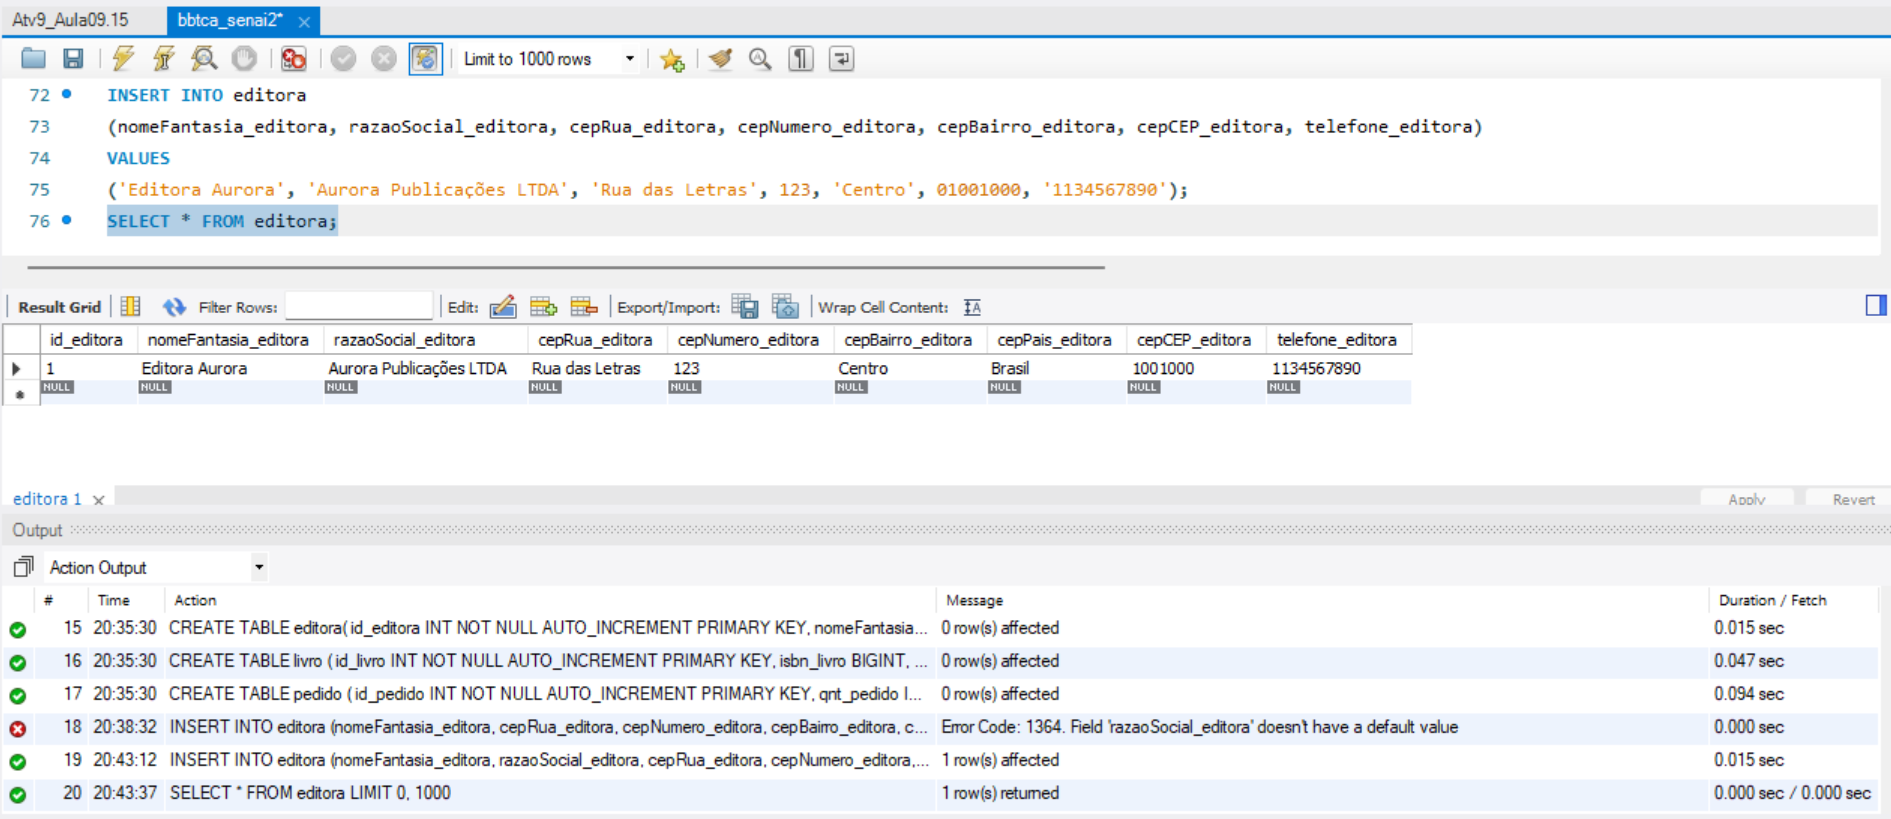 Atv9_Aula09.15 bbtca_senai2*
Limit to 1000 rows
72 INSERT INTO editora
73 (nomeFantasia_editora, razaoSocial_editora, cepRua_editora, cepNumero_editora, cepBairro_editora, cepCEP_editora, telefone_editora)
74 VALUES
75 ('Editora Aurora', 'Aurora Publicações LTDA', 'Rua das Letras', 123, 'Centro', 01001000, '1134567890');
76 SELECT * FROM editora;
Result Grid Filter Rows: Edit: Export/Import: Wrap Cell Content:
id_editora nomeFantasia_editora razaoSocial_editora cepRua_editora cepNumero_editora cepBairro_editora cepPais_editora cepCEP_editora telefone_editora
1 Editora Aurora Aurora Publicações LTDA Rua das Letras 123 Centro Brasil 1001000 1134567890
NULL NULL NULL NULL NULL NULL NULL NULL NULL
editora 1 Apply Revert
Output
Action Output
# Time Action Message Duration / Fetch
15 20:35:30 CREATE TABLE editora( id_editora INT NOT NULL AUTO_INCREMENT PRIMARY KEY, nomeFantasia... 0 row(s) affected 0.015 sec
16 20:35:30 CREATE TABLE livro ( id_livro INT NOT NULL AUTO_INCREMENT PRIMARY KEY, isbn_livro BIGINT, ... 0 row(s) affected 0.047 sec
17 20:35:30 CREATE TABLE pedido ( id_pedido INT NOT NULL AUTO_INCREMENT PRIMARY KEY, qnt_pedido I... 0 row(s) affected 0.094 sec
18 20:38:32 INSERT INTO editora (nomeFantasia_editora, cepRua_editora, cepNumero_editora, cepBairro_editora, c... Error Code: 1364. Field 'razaoSocial_editora' doesn't have a default value 0.000 sec
19 20:43:12 INSERT INTO editora (nomeFantasia_editora, razaoSocial_editora, cepRua_editora, cepNumero_editora,... 1 row(s) affected 0.015 sec
20 20:43:37 SELECT * FROM editora LIMIT 0, 1000 1 row(s) returned 0.000 sec / 0.000 sec